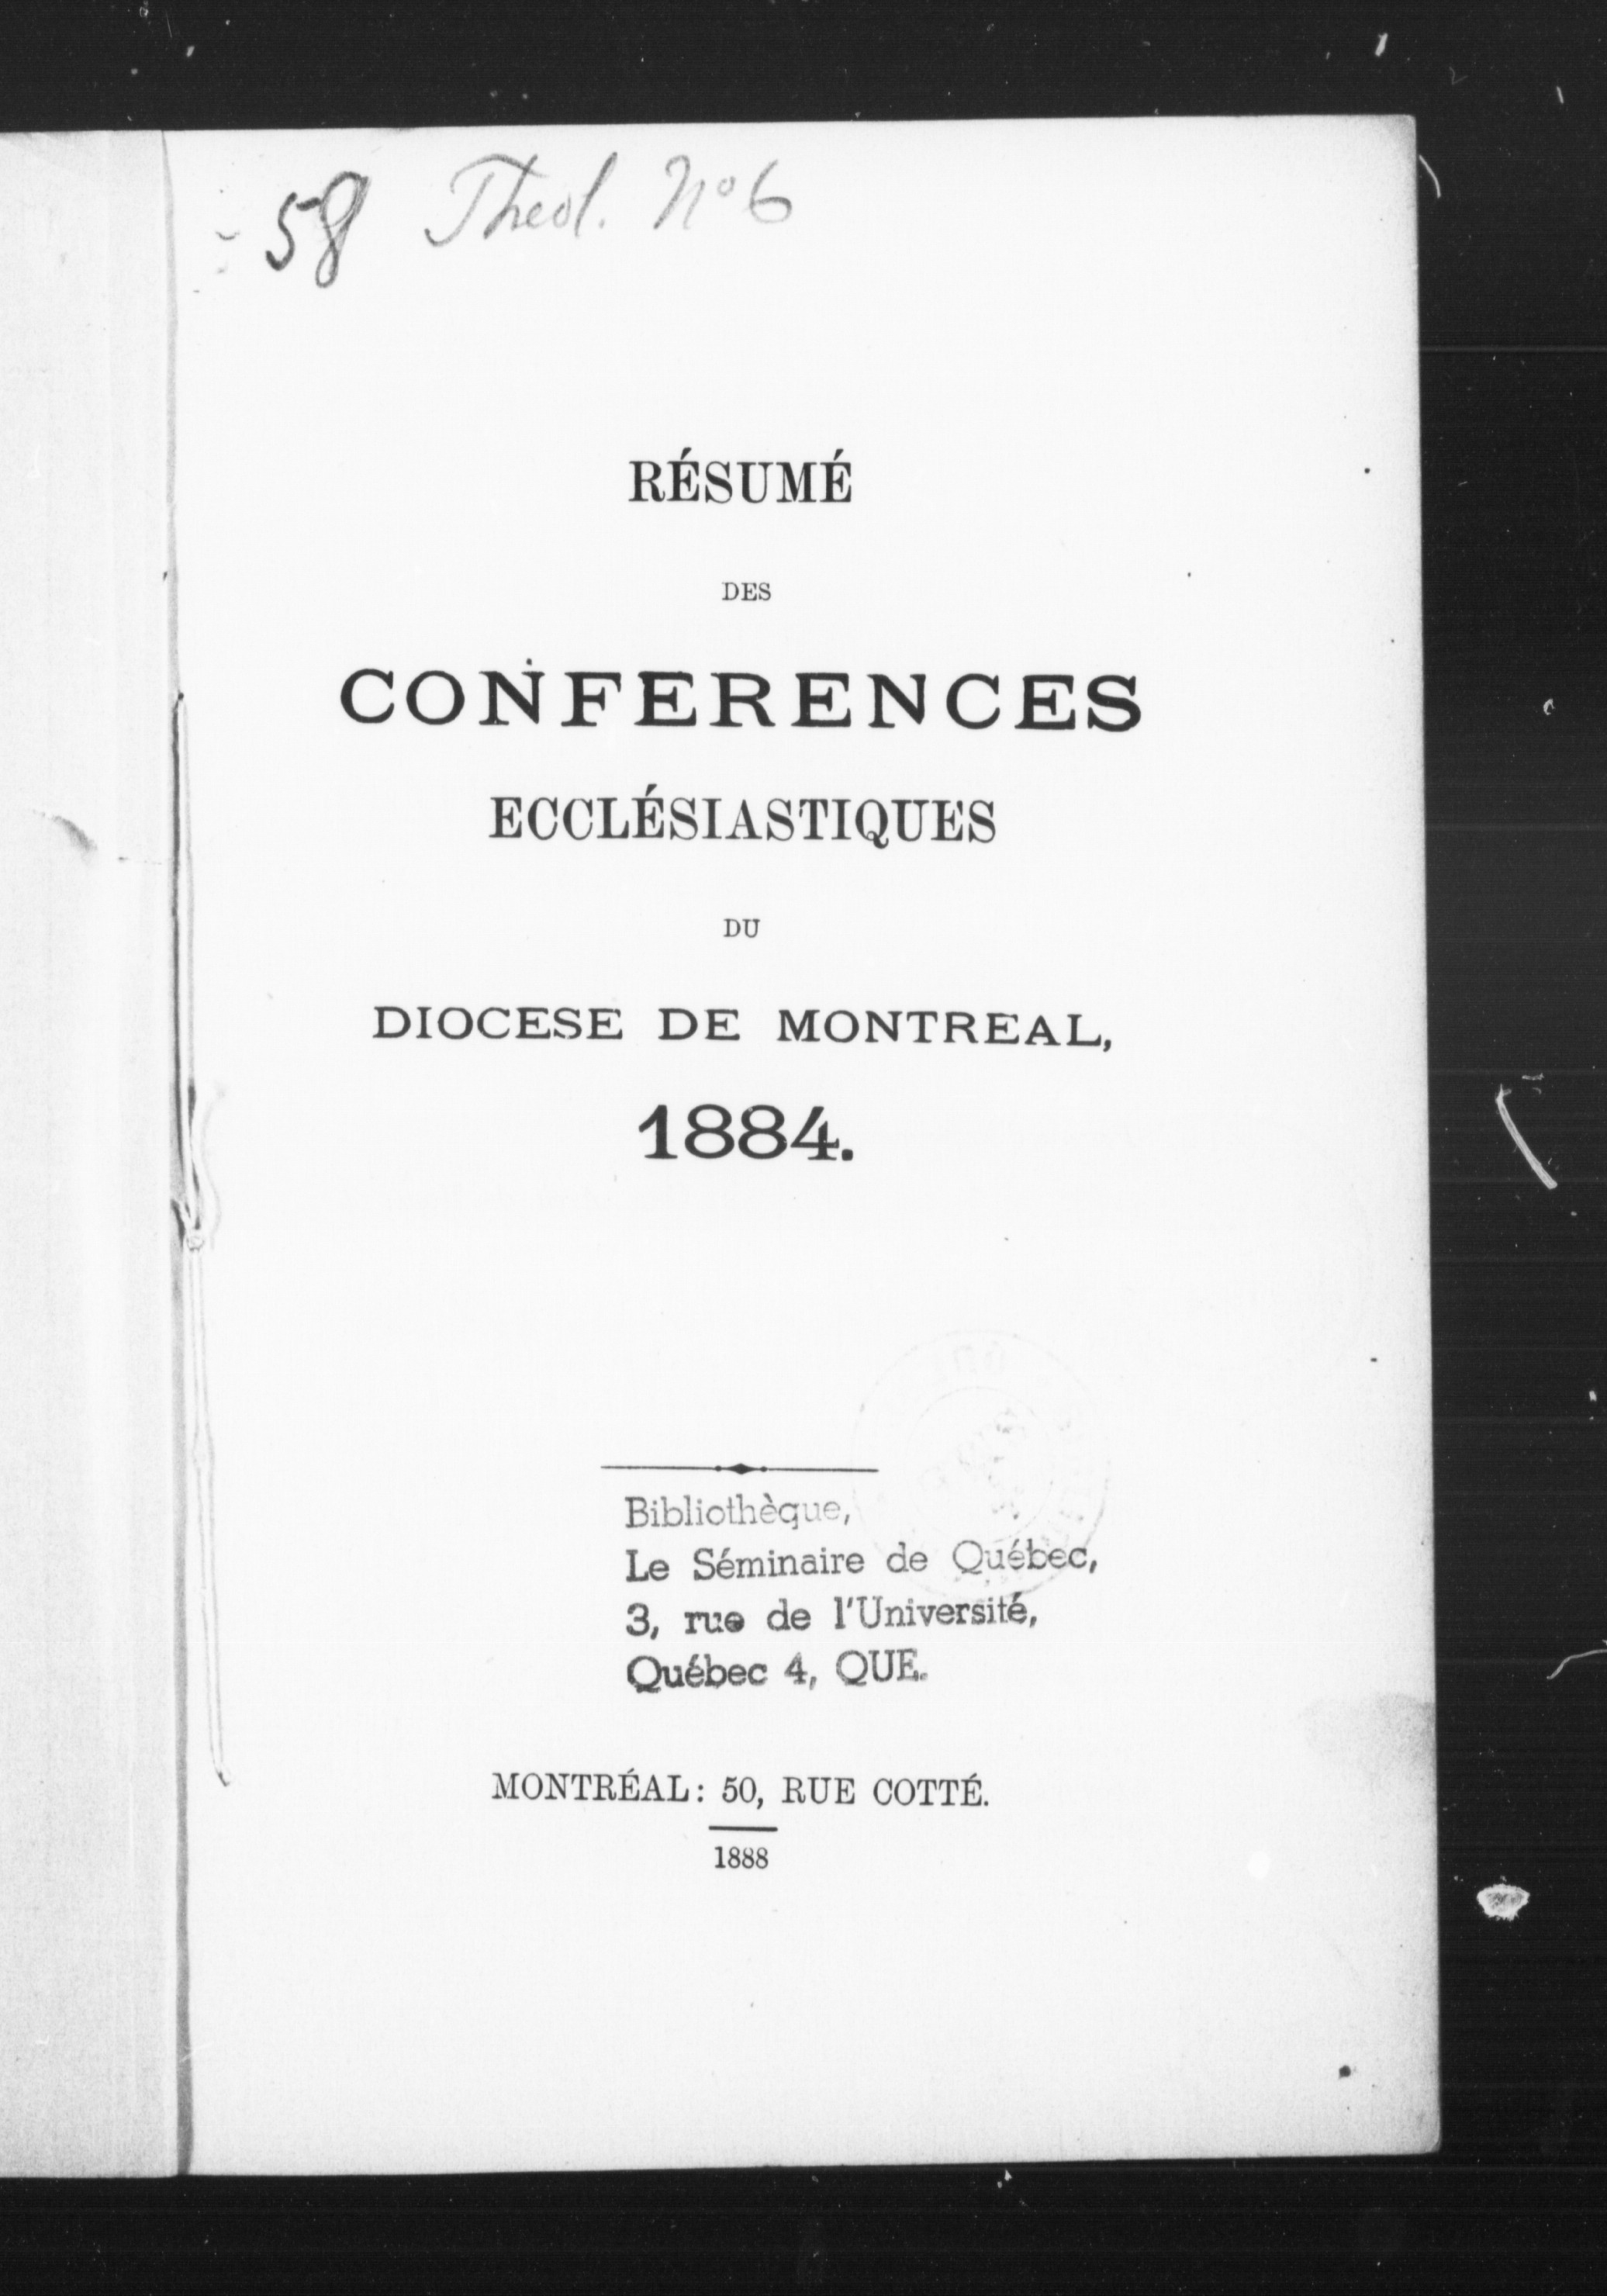 58 Theol. No 6
RÉSUMÉ
DES
CONFERENCES
ECCLÉSIASTIQUES
DU
DIOCESE DE MONTREAL,
1884.
Bibliothèque,
Le Séminaire de Québec,
3, rue de l'Université,
Québec 4, QUE.
MONTRÉAL: 50, RUE COTTÉ.
1888